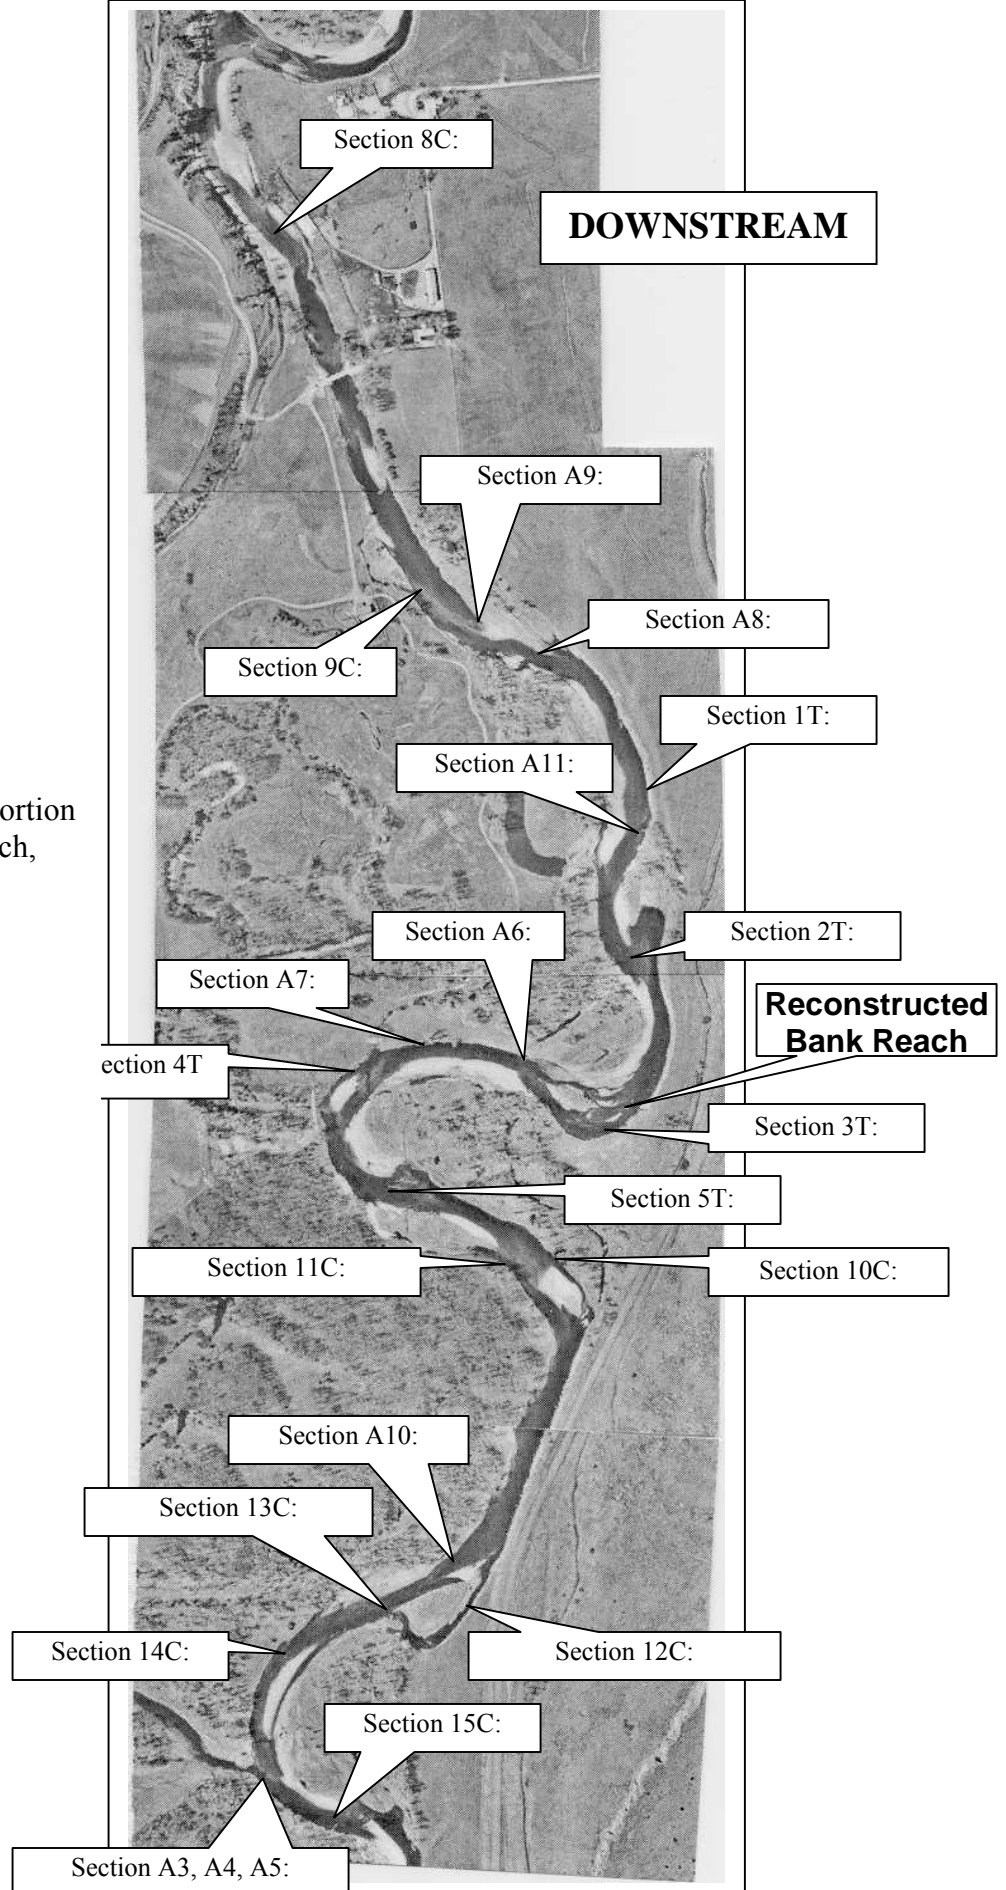 Section 8C:
DOWNSTREAM
Section A9:
Section A8:
Section 9C:
Section 1T:
Section A11:
ortion
ch,
Section A6:
Section 2T:
Section A7:
Reconstructed
Bank Reach
ection 4T
Section 3T:
Section 5T:
Section 11C:
Section 10C:
Section A10:
Section 13C:
Section 14C:
Section 12C:
Section 15C:
Section A3, A4, A5: